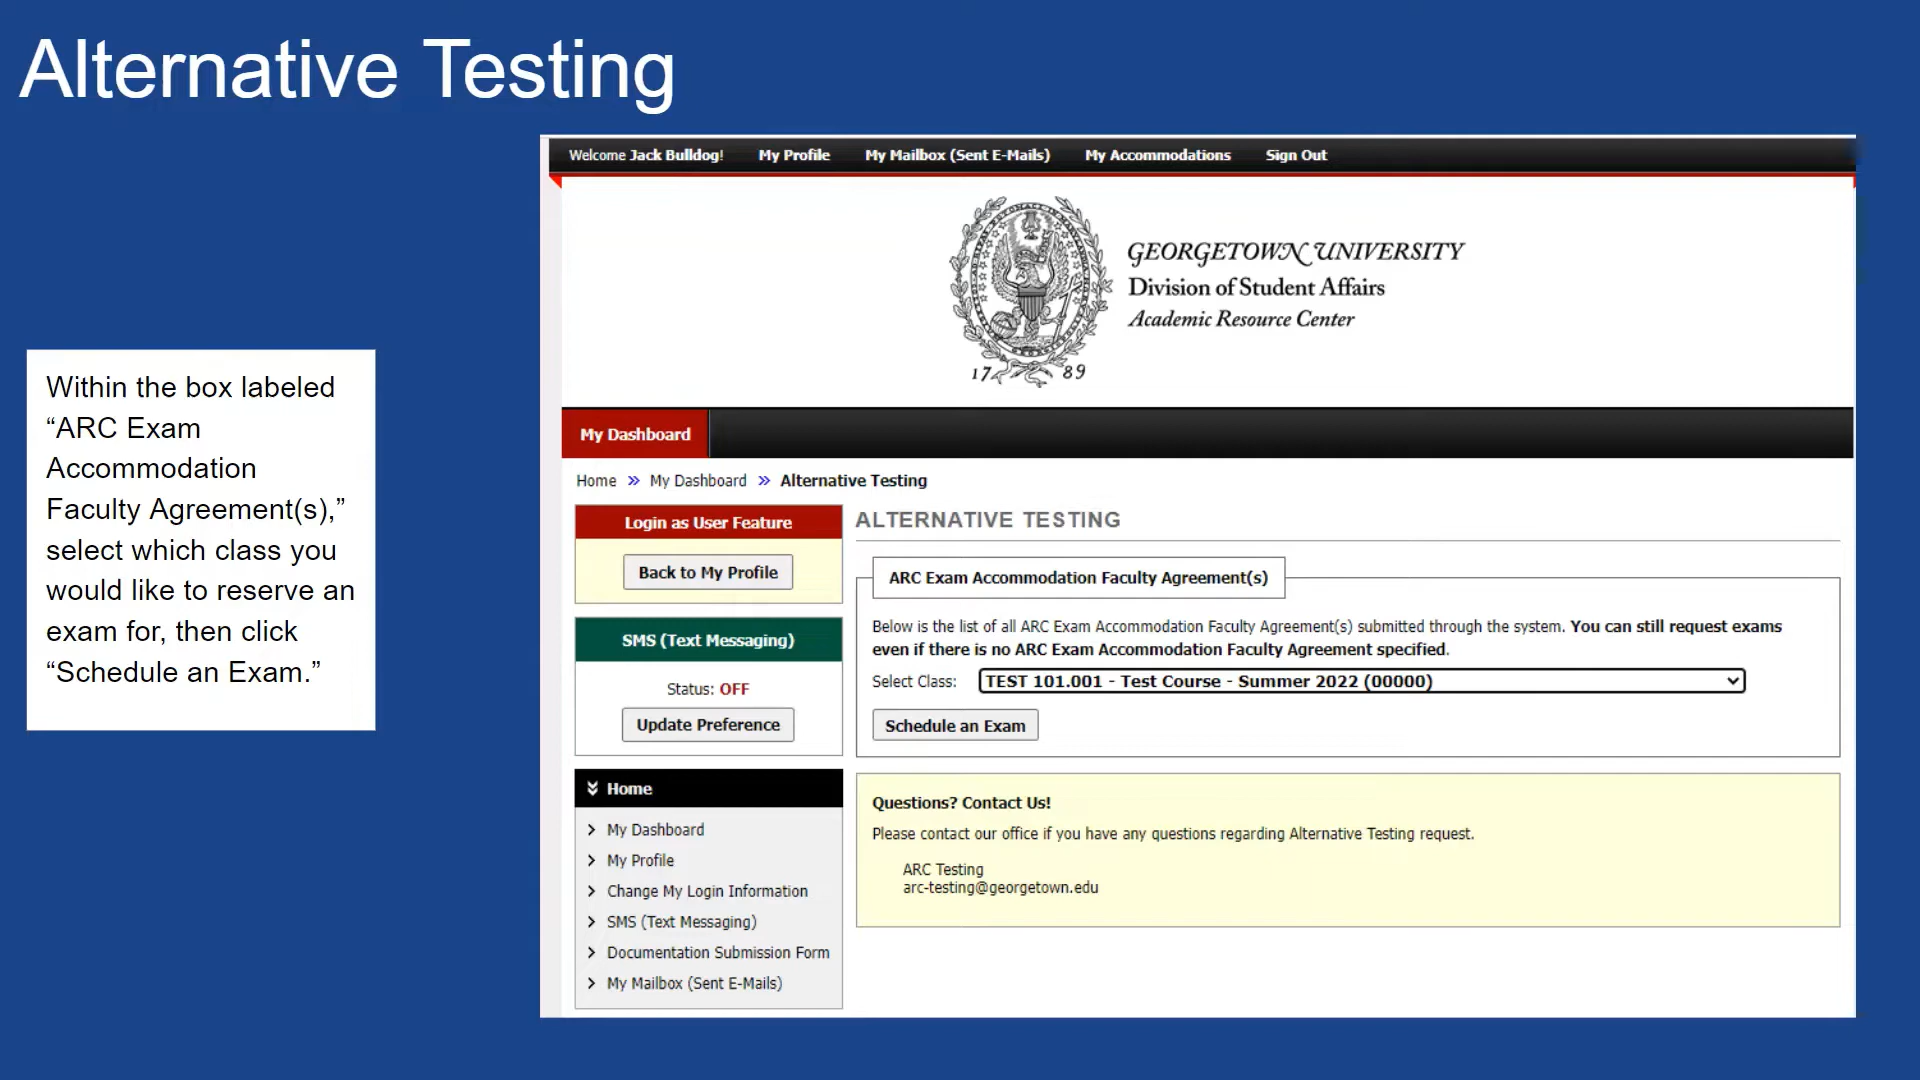 Alternative Testing
Within the box labeled
“ARC Exam
Accommodation
Faculty Agreement(s),”
select which class you
would like to reserve an
exam for, then click
“Schedule an Exam.”
Welcome Jack Bulldog! My Profile My Mailbox (Sent E-Mails) My Accommodations Sign Out
GEORGETOWN UNIVERSITY
Division of Student Affairs
Academic Resource Center
17 89
My Dashboard
Home » My Dashboard » Alternative Testing
Login as User Feature
Back to My Profile
SMS (Text Messaging)
Status: OFF
Update Preference
Home
My Dashboard
My Profile
Change My Login Information
SMS (Text Messaging)
Documentation Submission Form
My Mailbox (Sent E-Mails)
ALTERNATIVE TESTING
ARC Exam Accommodation Faculty Agreement(s)
Below is the list of all ARC Exam Accommodation Faculty Agreement(s) submitted through the system. You can still request exams
even if there is no ARC Exam Accommodation Faculty Agreement specified.
Select Class: TEST 101.001 - Test Course - Summer 2022 (00000)
Schedule an Exam
Questions? Contact Us!
Please contact our office if you have any questions regarding Alternative Testing request.
ARC Testing
arc-testing@georgetown.edu